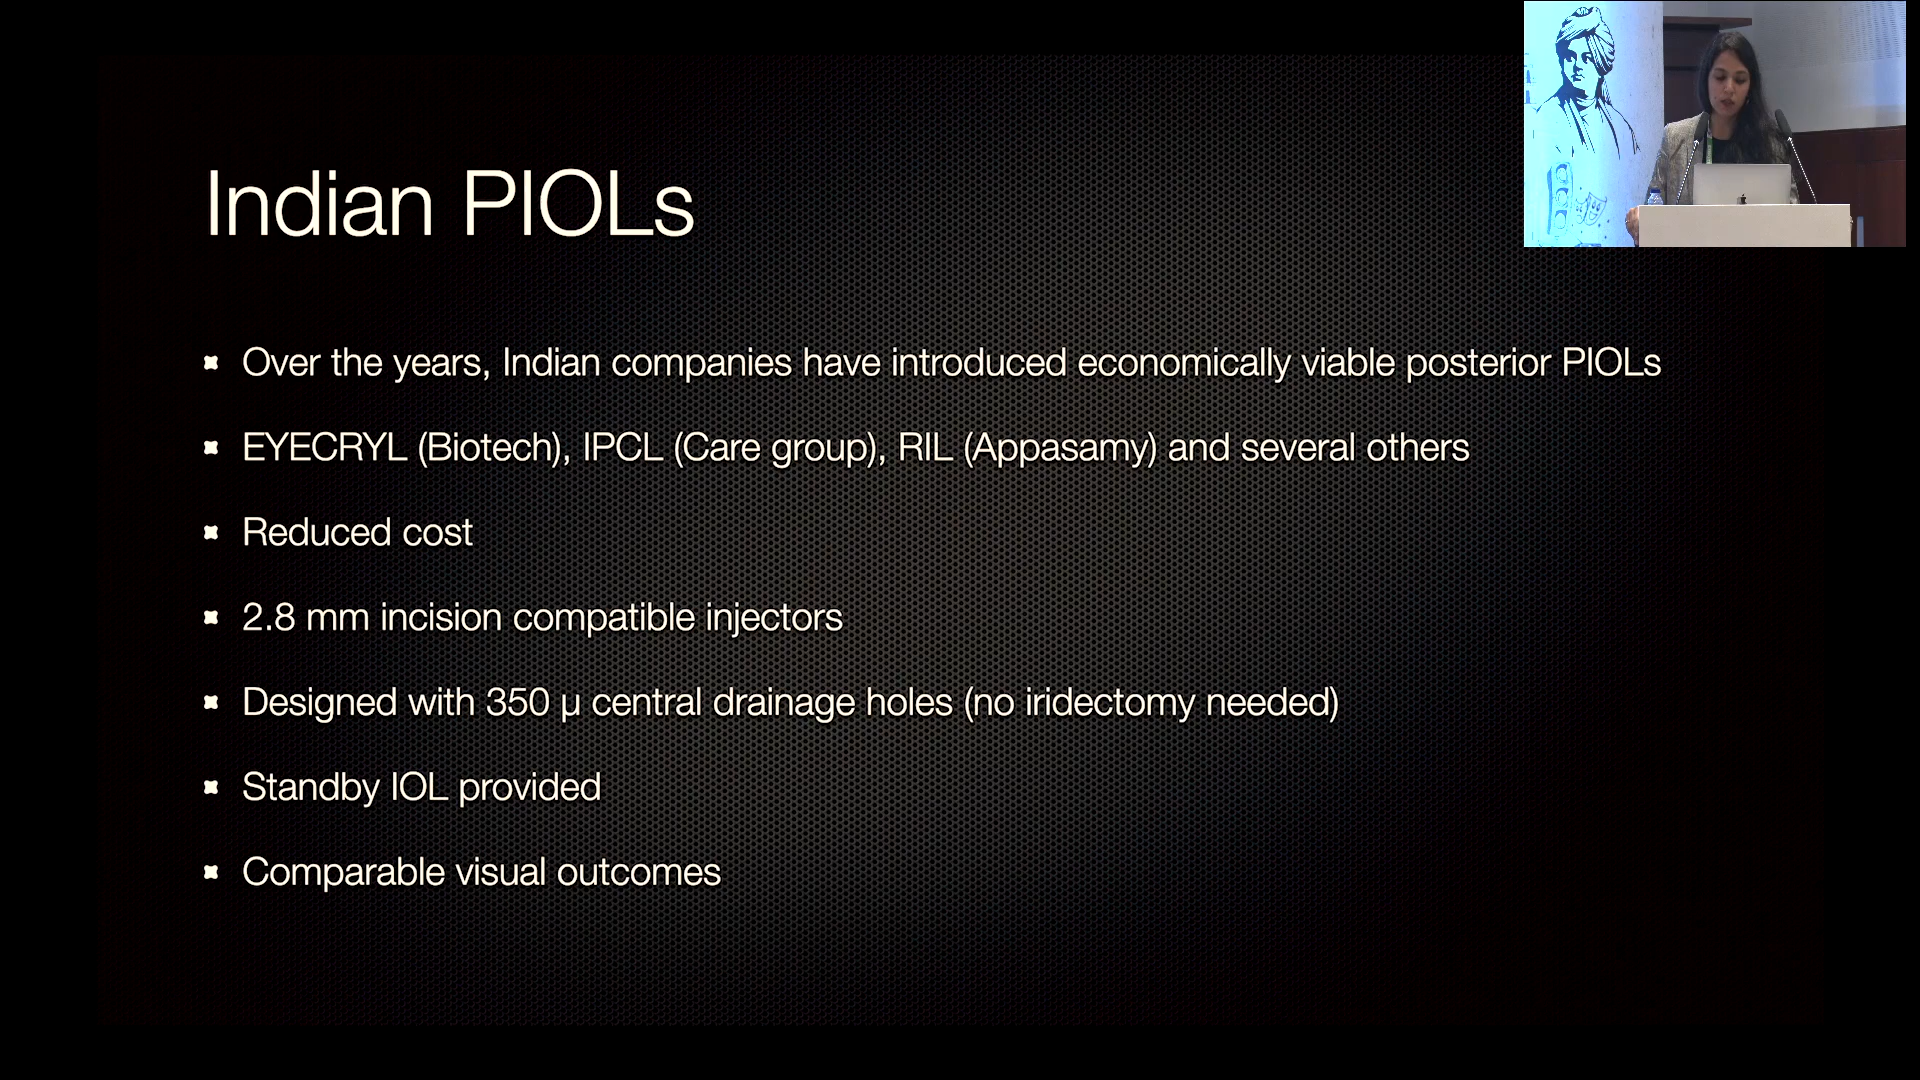 Indian PIOLs
Over the years, Indian companies have introduced economically viable posterior PIOLs
EYECRYL (Biotech), IPCL (Care group), RIL (Appasamy) and several others
Reduced cost
2.8 mm incision compatible injectors
Designed with 350 µ central drainage holes (no iridectomy needed)
Standby IOL provided
Comparable visual outcomes